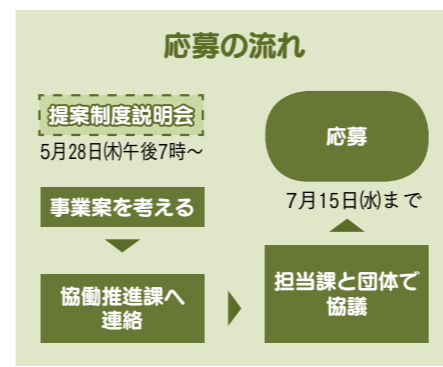 応募の流れ
提案制度説明会
5月28日㈭午後7時～
事業案を考える
協働推進課へ
連絡
担当課と団体で
協議
応募
7月15日㈬まで